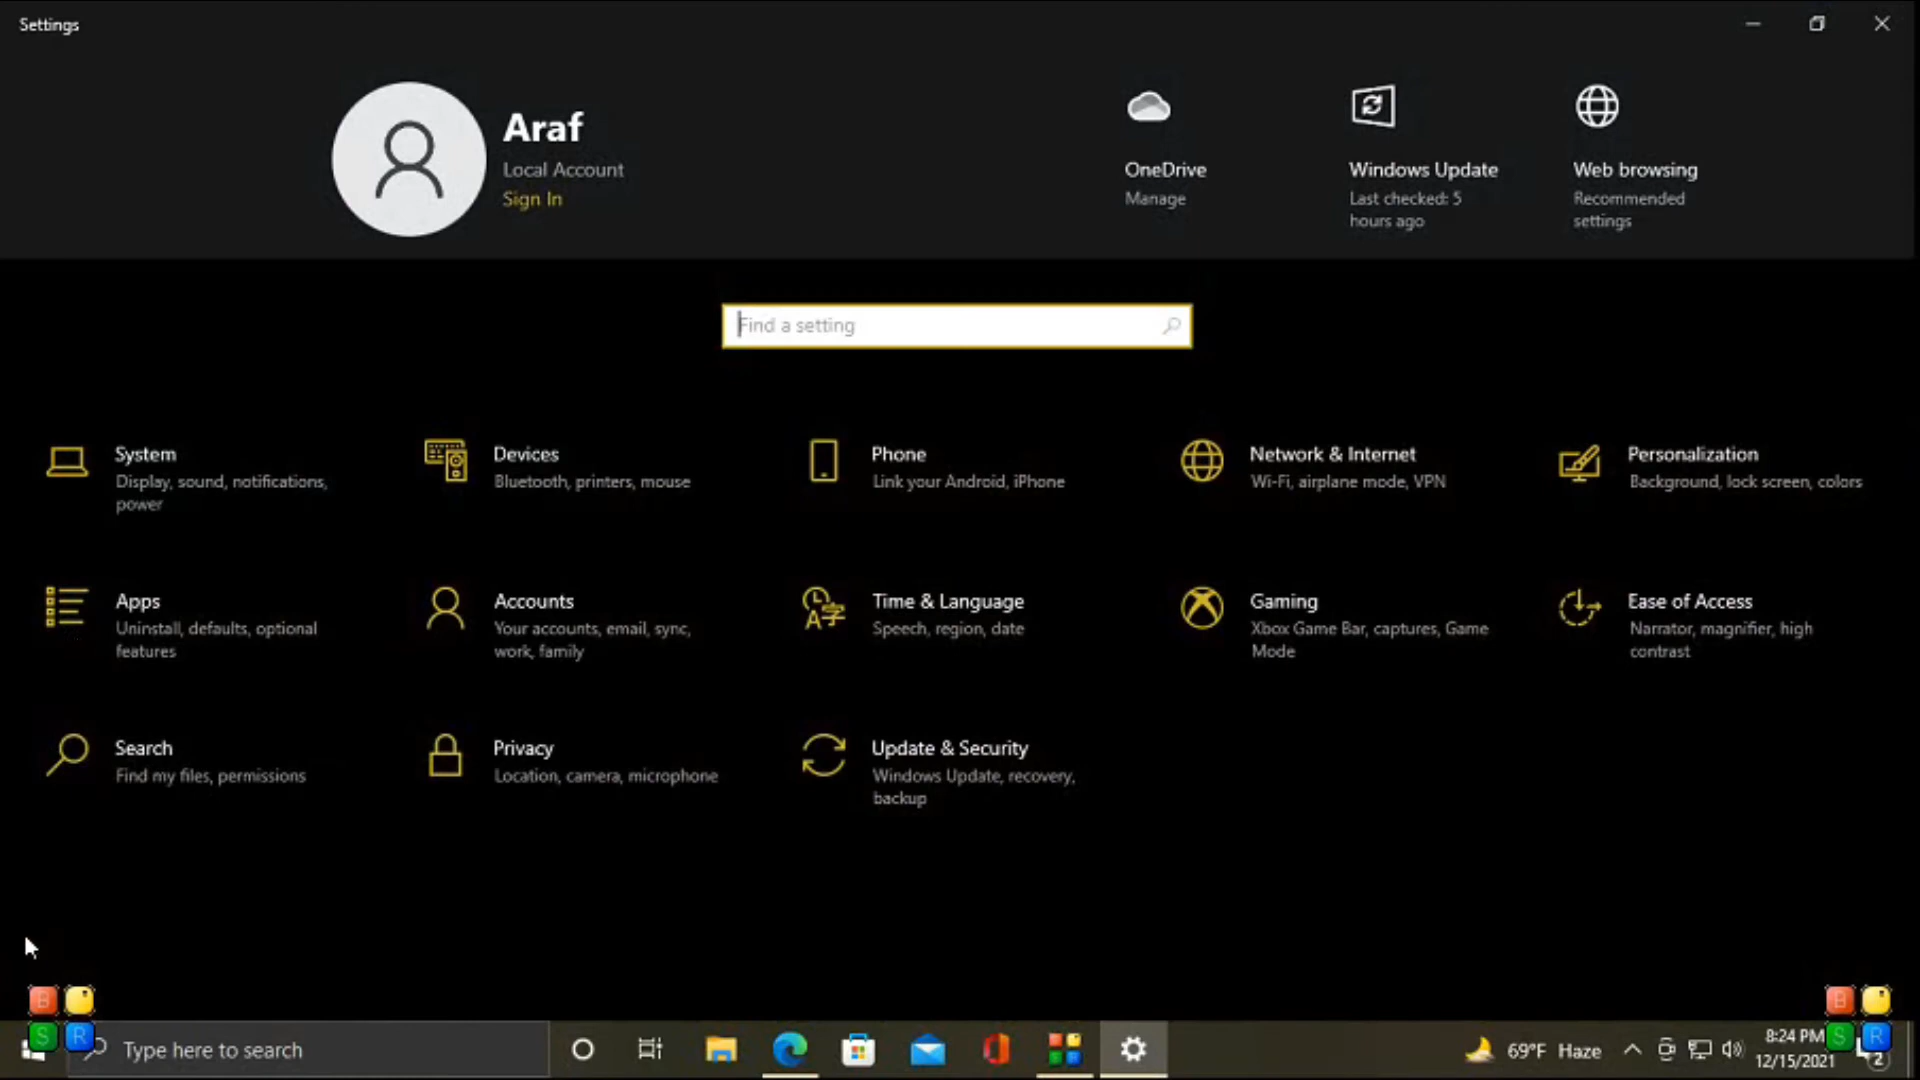 Settings
Araf
Local Account
Sign In
OneDrive
Manage
Windows Update
Last checked: 5
hours ago
Web browsing
Recommended
settings
Find a setting
System
Display, sound, notifications,
power
Devices
Bluetooth, printers, mouse
Phone
Link your Android, iPhone
Network & Internet
Wi-Fi, airplane mode, VPN
Personalization
Background, lock screen, colors
Apps
Uninstall, defaults, optional
features
Accounts
Your accounts, email, sync,
work, family
Time & Language
Speech, region, date
Gaming
Xbox Game Bar, captures, Game
Mode
Ease of Access
Narrator, magnifier, high
contrast
Search
Find my files, permissions
Privacy
Location, camera, microphone
Update & Security
Windows Update, recovery,
backup
B
S R
B
S R
Type here to search
69°F Haze
8:24 PM
12/15/2021
2